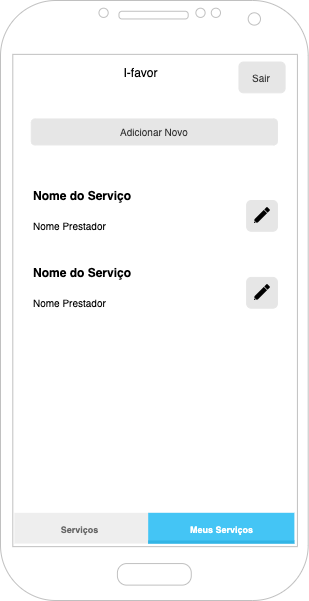 I-favor
Sair
Adicionar Novo
Nome do Serviço
Nome Prestador
Nome do Serviço
Nome Prestador
Serviços
Meus Serviços